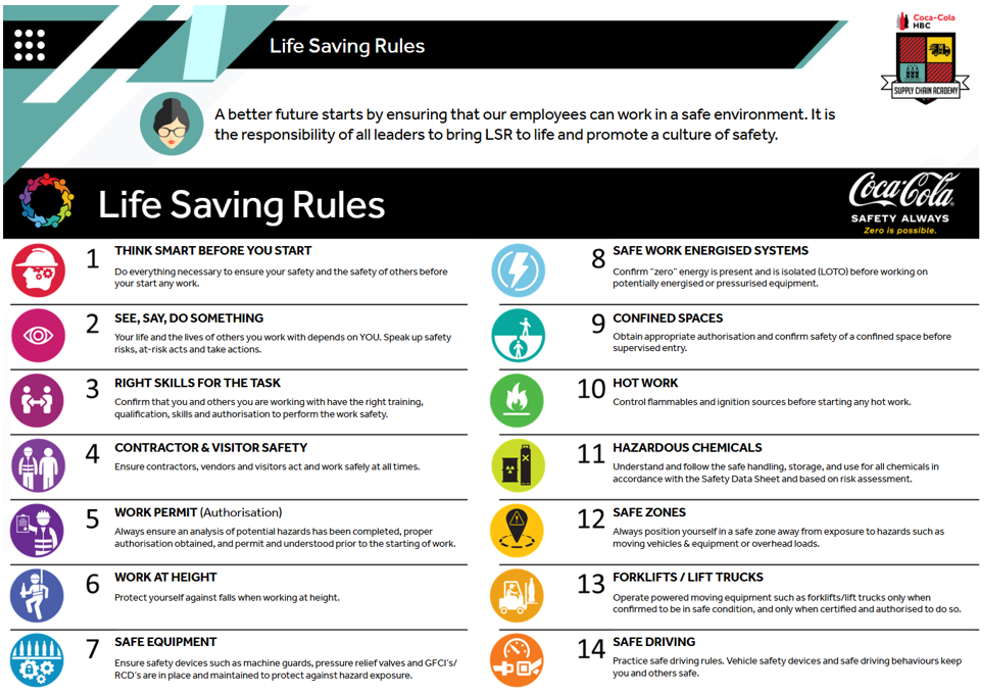 Life Saving Rules
Coca-Cola
HBC
SUPPLY CHAIN ACADEMY
A better future starts by ensuring that our employees can work in a safe environment. It is
the responsibility of all leaders to bring LSR to life and promote a culture of safety.
Life Saving Rules
Coca-Cola
SAFETY ALWAYS
Zero is possible.
1 THINK SMART BEFORE YOU START
Do everything necessary to ensure your safety and the safety of others before
your start any work.
2 SEE, SAY, DO SOMETHING
Your life and the lives of others you work with depends on YOU. Speak up safety
risks, at-risk acts and take actions.
3 RIGHT SKILLS FOR THE TASK
Confirm that you and others you are working with have the right training,
qualification, skills and authorisation to perform the work safety.
4 CONTRACTOR & VISITOR SAFETY
Ensure contractors, vendors and visitors act and work safely at all times.
5 WORK PERMIT (Authorisation)
Always ensure an analysis of potential hazards has been completed, proper
authorisation obtained, and permit and understood prior to the starting of work.
6 WORK AT HEIGHT
Protect yourself against falls when working at height.
7 SAFE EQUIPMENT
Ensure safety devices such as machine guards, pressure relief valves and GFCI's/
RCD's are in place and maintained to protect against hazard exposure.
8 SAFE WORK ENERGISED SYSTEMS
Confirm "zero" energy is present and is isolated (LOTO) before working on
potentially energised or pressurised equipment.
9 CONFINED SPACES
Obtain appropriate authorisation and confirm safety of a confined space before
supervised entry.
10 HOT WORK
Control flammables and ignition sources before starting any hot work.
11 HAZARDOUS CHEMICALS
Understand and follow the safe handling, storage, and use for all chemicals in
accordance with the Safety Data Sheet and based on risk assessment.
12 SAFE ZONES
Always position yourself in a safe zone away from exposure to hazards such as
moving vehicles & equipment or overhead loads.
13 FORKLIFTS / LIFT TRUCKS
Operate powered moving equipment such as forklifts/lift trucks only when
confirmed to be in safe condition, and only when certified and authorised to do so.
14 SAFE DRIVING
Practice safe driving rules. Vehicle safety devices and safe driving behaviours keep
you and others safe.